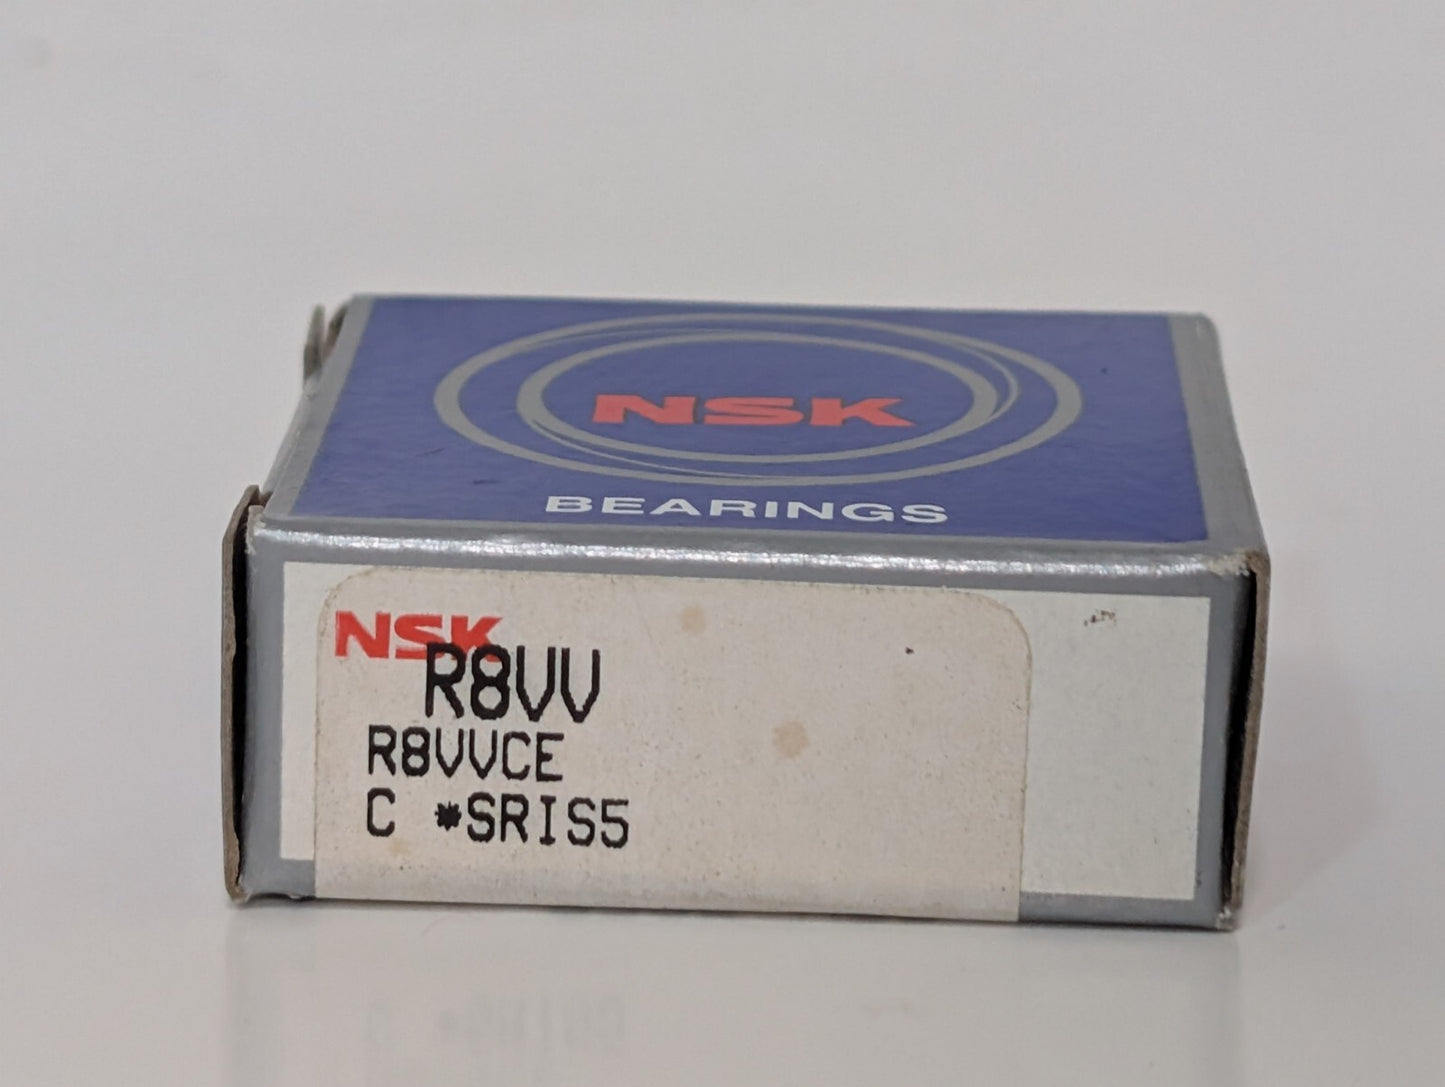 NSK
BEARINGS
NSK
R8VV
R8VVCE
C *SRIS5